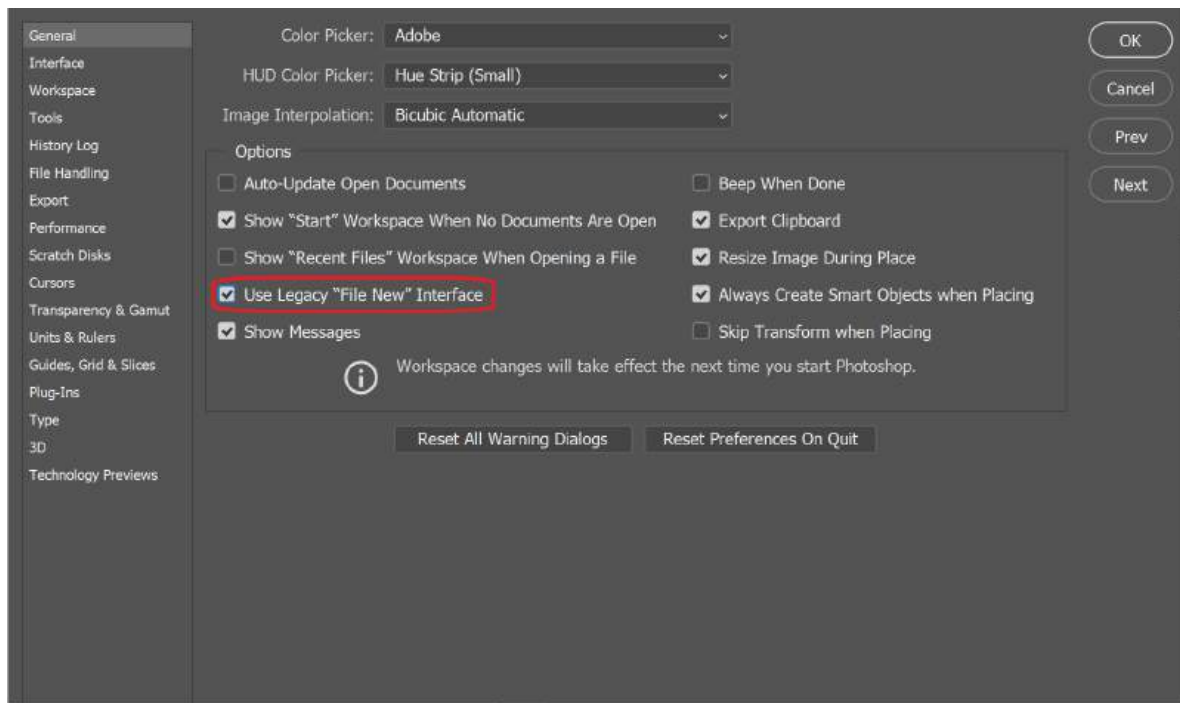 General
Interface
Workspace
Tools
History Log
File Handling
Export
Performance
Scratch Disks
Cursors
Transparency & Gamut
Units & Rulers
Guides, Grid & Slices
Plug-Ins
Type
3D
Technology Previews
Color Picker: Adobe
HUD Color Picker: Hue Strip (Small)
Image Interpolation: Bicubic Automatic
Options
Auto-Update Open Documents
Show "Start" Workspace When No Documents Are Open
Show "Recent Files" Workspace When Opening a File
Use Legacy "File New" Interface
Show Messages
Beep When Done
Export Clipboard
Resize Image During Place
Always Create Smart Objects when Placing
Skip Transform when Placing
Workspace changes will take effect the next time you start Photoshop.
Reset All Warning Dialogs
Reset Preferences On Quit
OK
Cancel
Prev
Next